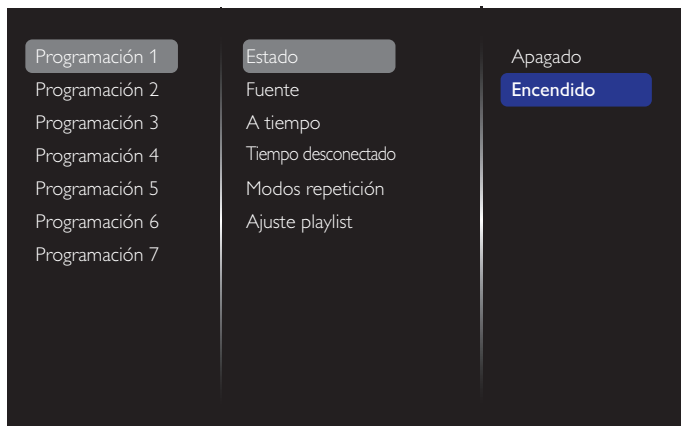 Programación 1
Programación 2
Programación 3
Programación 4
Programación 5
Programación 6
Programación 7
Estado
Fuente
A tiempo
Tiempo desconectado
Modos repetición
Ajuste playlist
Apagado
Encendido